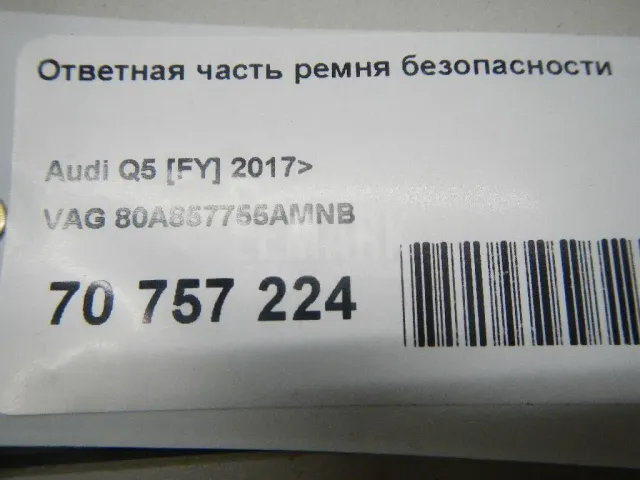 Ответная часть ремня безопасности
Audi Q5 [FY] 2017>
VAG 80A857755AMNB
70 757 224